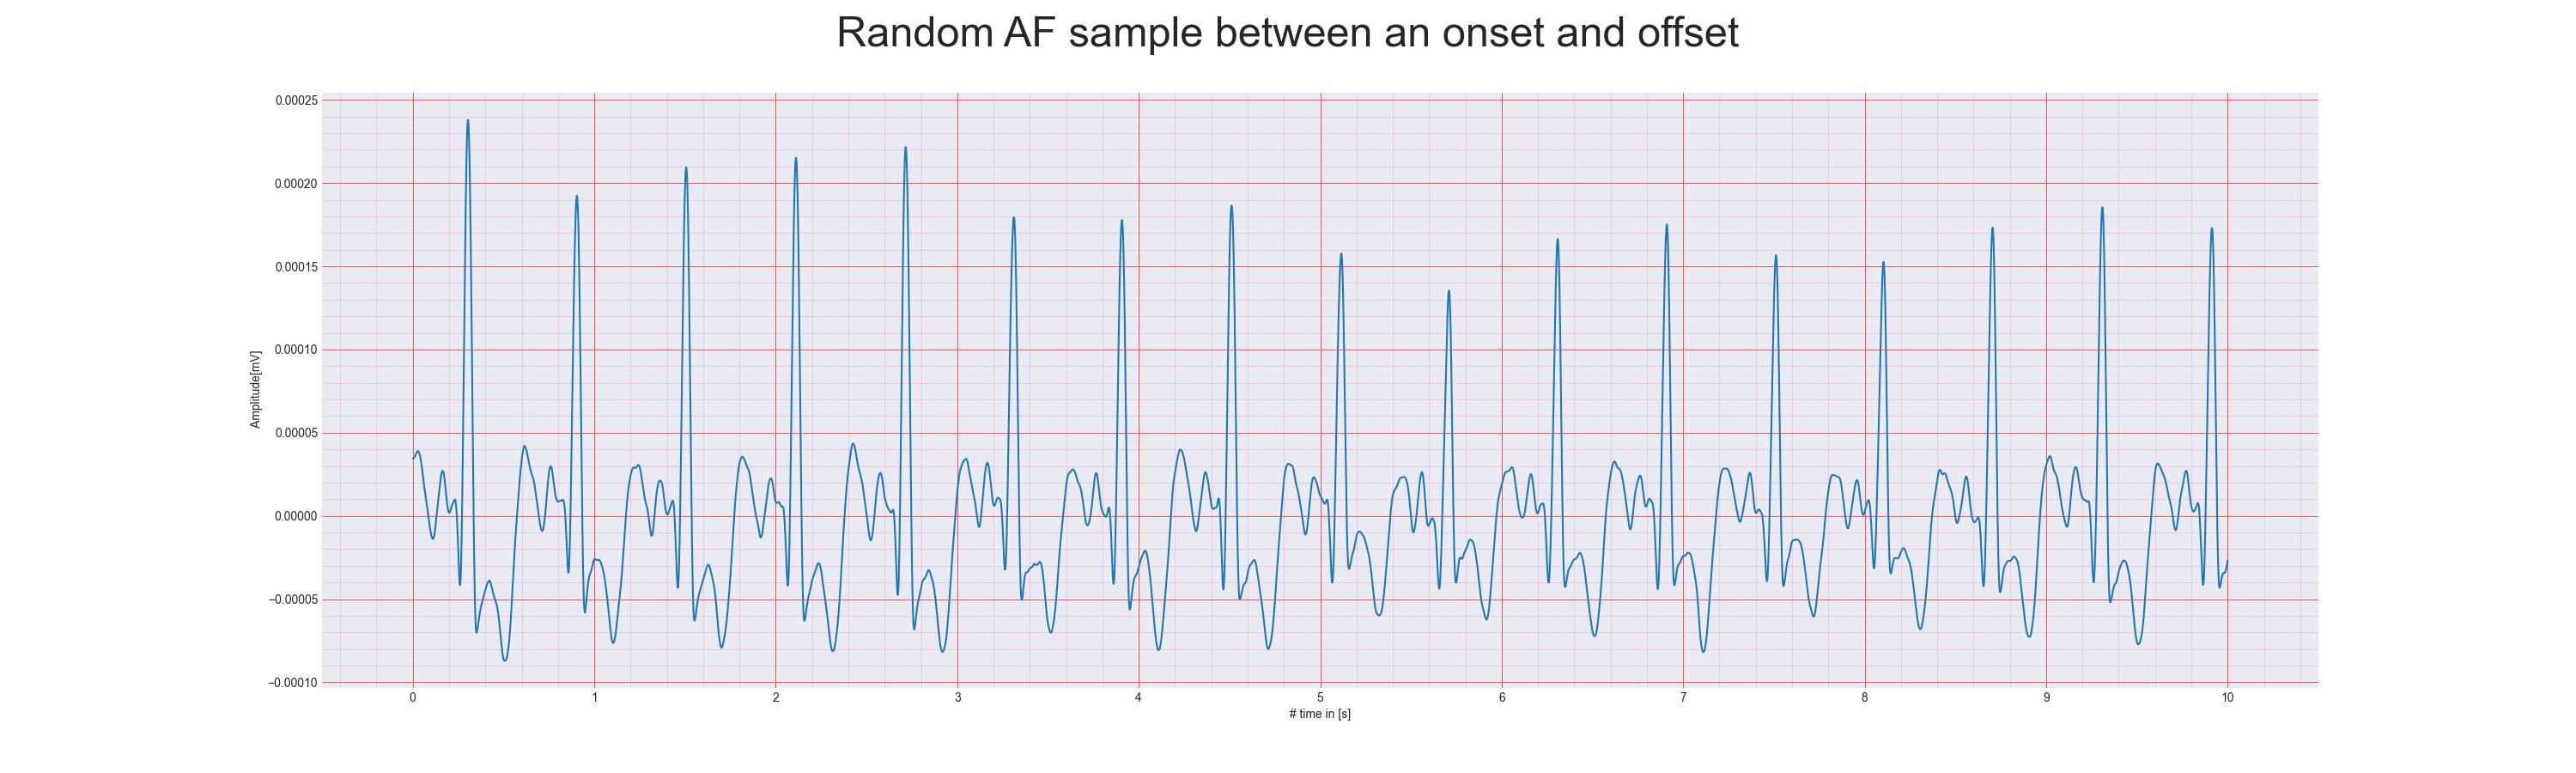 Random AF sample between an onset and offset
0.00025
0.00020
0.00015
0.00010
0.00005
0.00000
−0.00005
−0.00010
Amplitude[mV]
0 1 2 3 4 5 6 7 8 9 10
# time in [s]